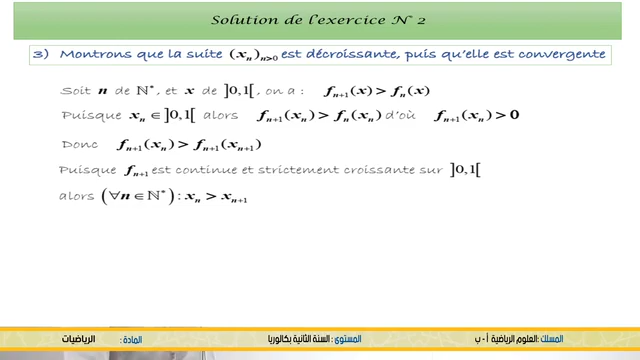 Solution de l'exercice N° 2
3) Montrons que la suite (xₙ)ₙ>₀ est décroissante, puis qu'elle est convergente
Soit n de ℕ*, et x de ]0,1[, on a : fₙ₊₁(x) > fₙ(x)
Puisque xₙ ∈ ]0,1[ alors fₙ₊₁(xₙ) > fₙ(xₙ) d'où fₙ₊₁(xₙ) > 0
Donc fₙ₊₁(xₙ) > fₙ₊₁(xₙ₊₁)
Puisque fₙ₊₁ est continue et strictement croissante sur ]0,1[
alors (∀n ∈ ℕ*) : xₙ > xₙ₊₁
المسلك: العلوم الرياضية أ - ب المستوى: السنة الثانية بكالوريا المادة: الرياضيات